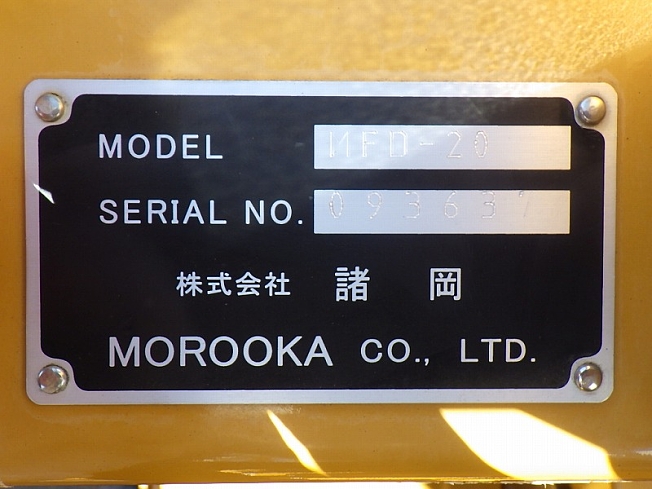 MODEL MFD-20
SERIAL NO. 093637
株式会社 諸岡
MOROOKA CO., LTD.